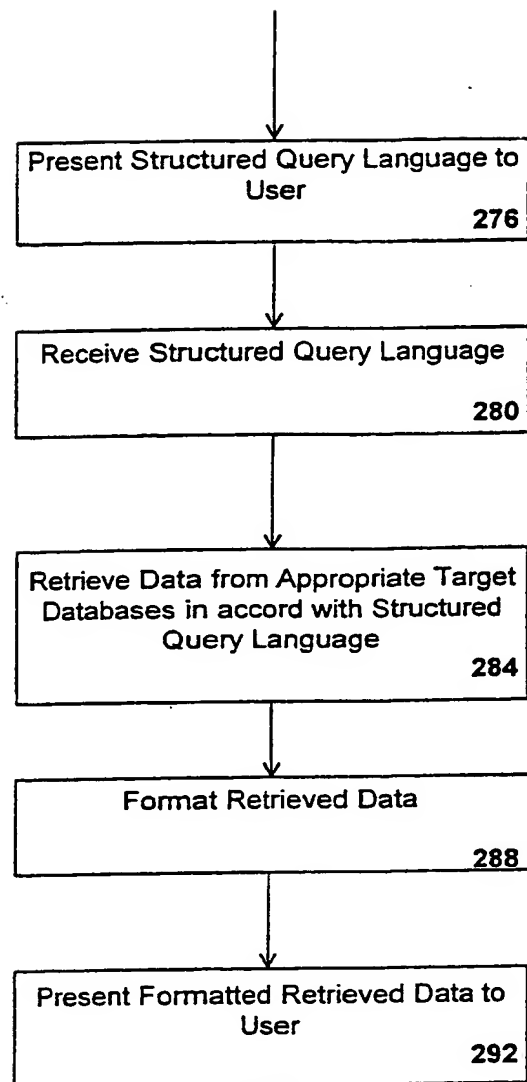 Present Structured Query Language to
User
276
Receive Structured Query Language
280
Retrieve Data from Appropriate Target
Databases in accord with Structured
Query Language
284
Format Retrieved Data
288
Present Formatted Retrieved Data to
User
292